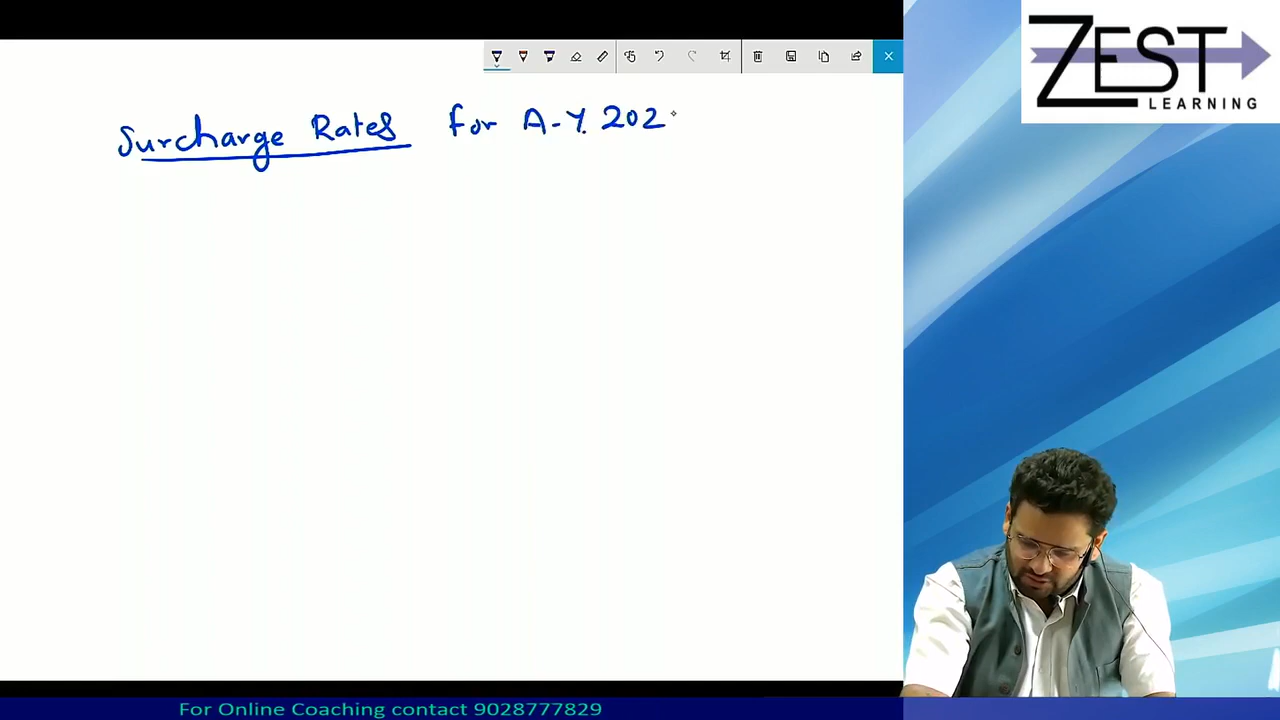 ZEST
LEARNING
Surcharge Rates for A-Y. 202
For Online Coaching contact 9028777829